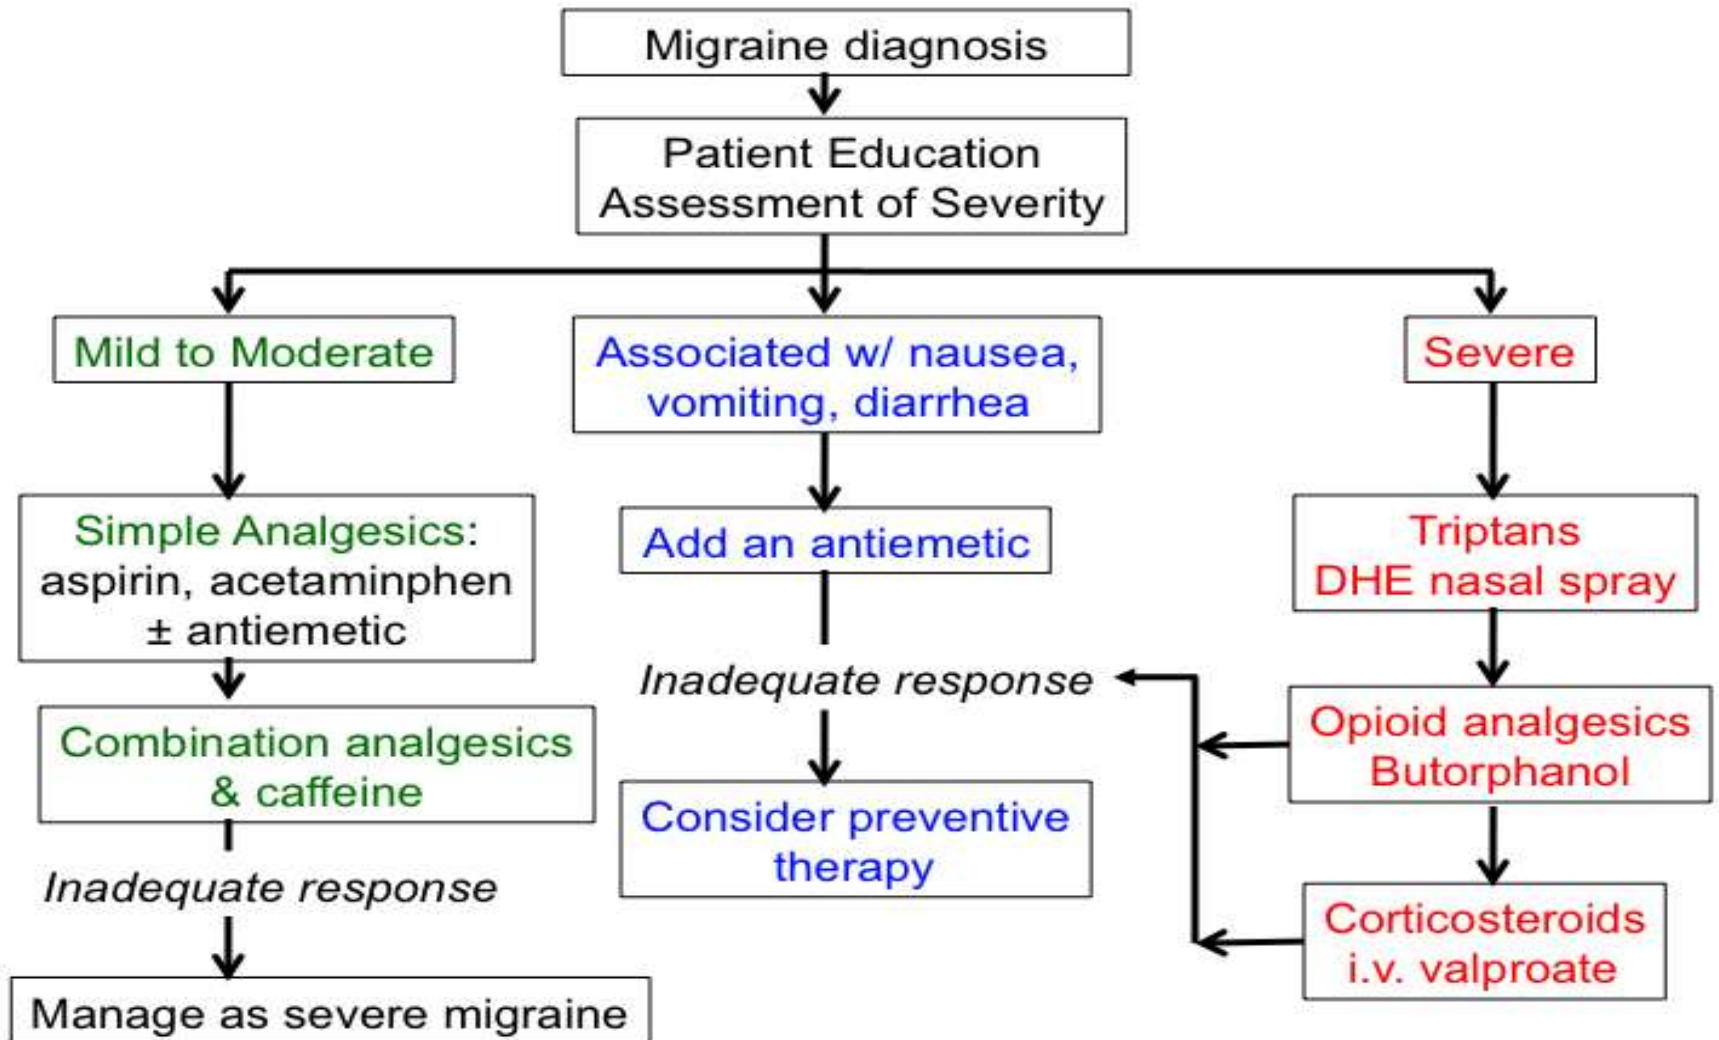 Migraine diagnosis
Patient Education
Assessment of Severity
Mild to Moderate
Simple Analgesics:
aspirin, acetaminphen
± antiemetic
Combination analgesics
& caffeine
Inadequate response
Manage as severe migraine
Associated w/ nausea,
vomiting, diarrhea
Add an antiemetic
Inadequate response
Consider preventive
therapy
Severe
Triptans
DHE nasal spray
Opioid analgesics
Butorphanol
Corticosteroids
i.v. valproate